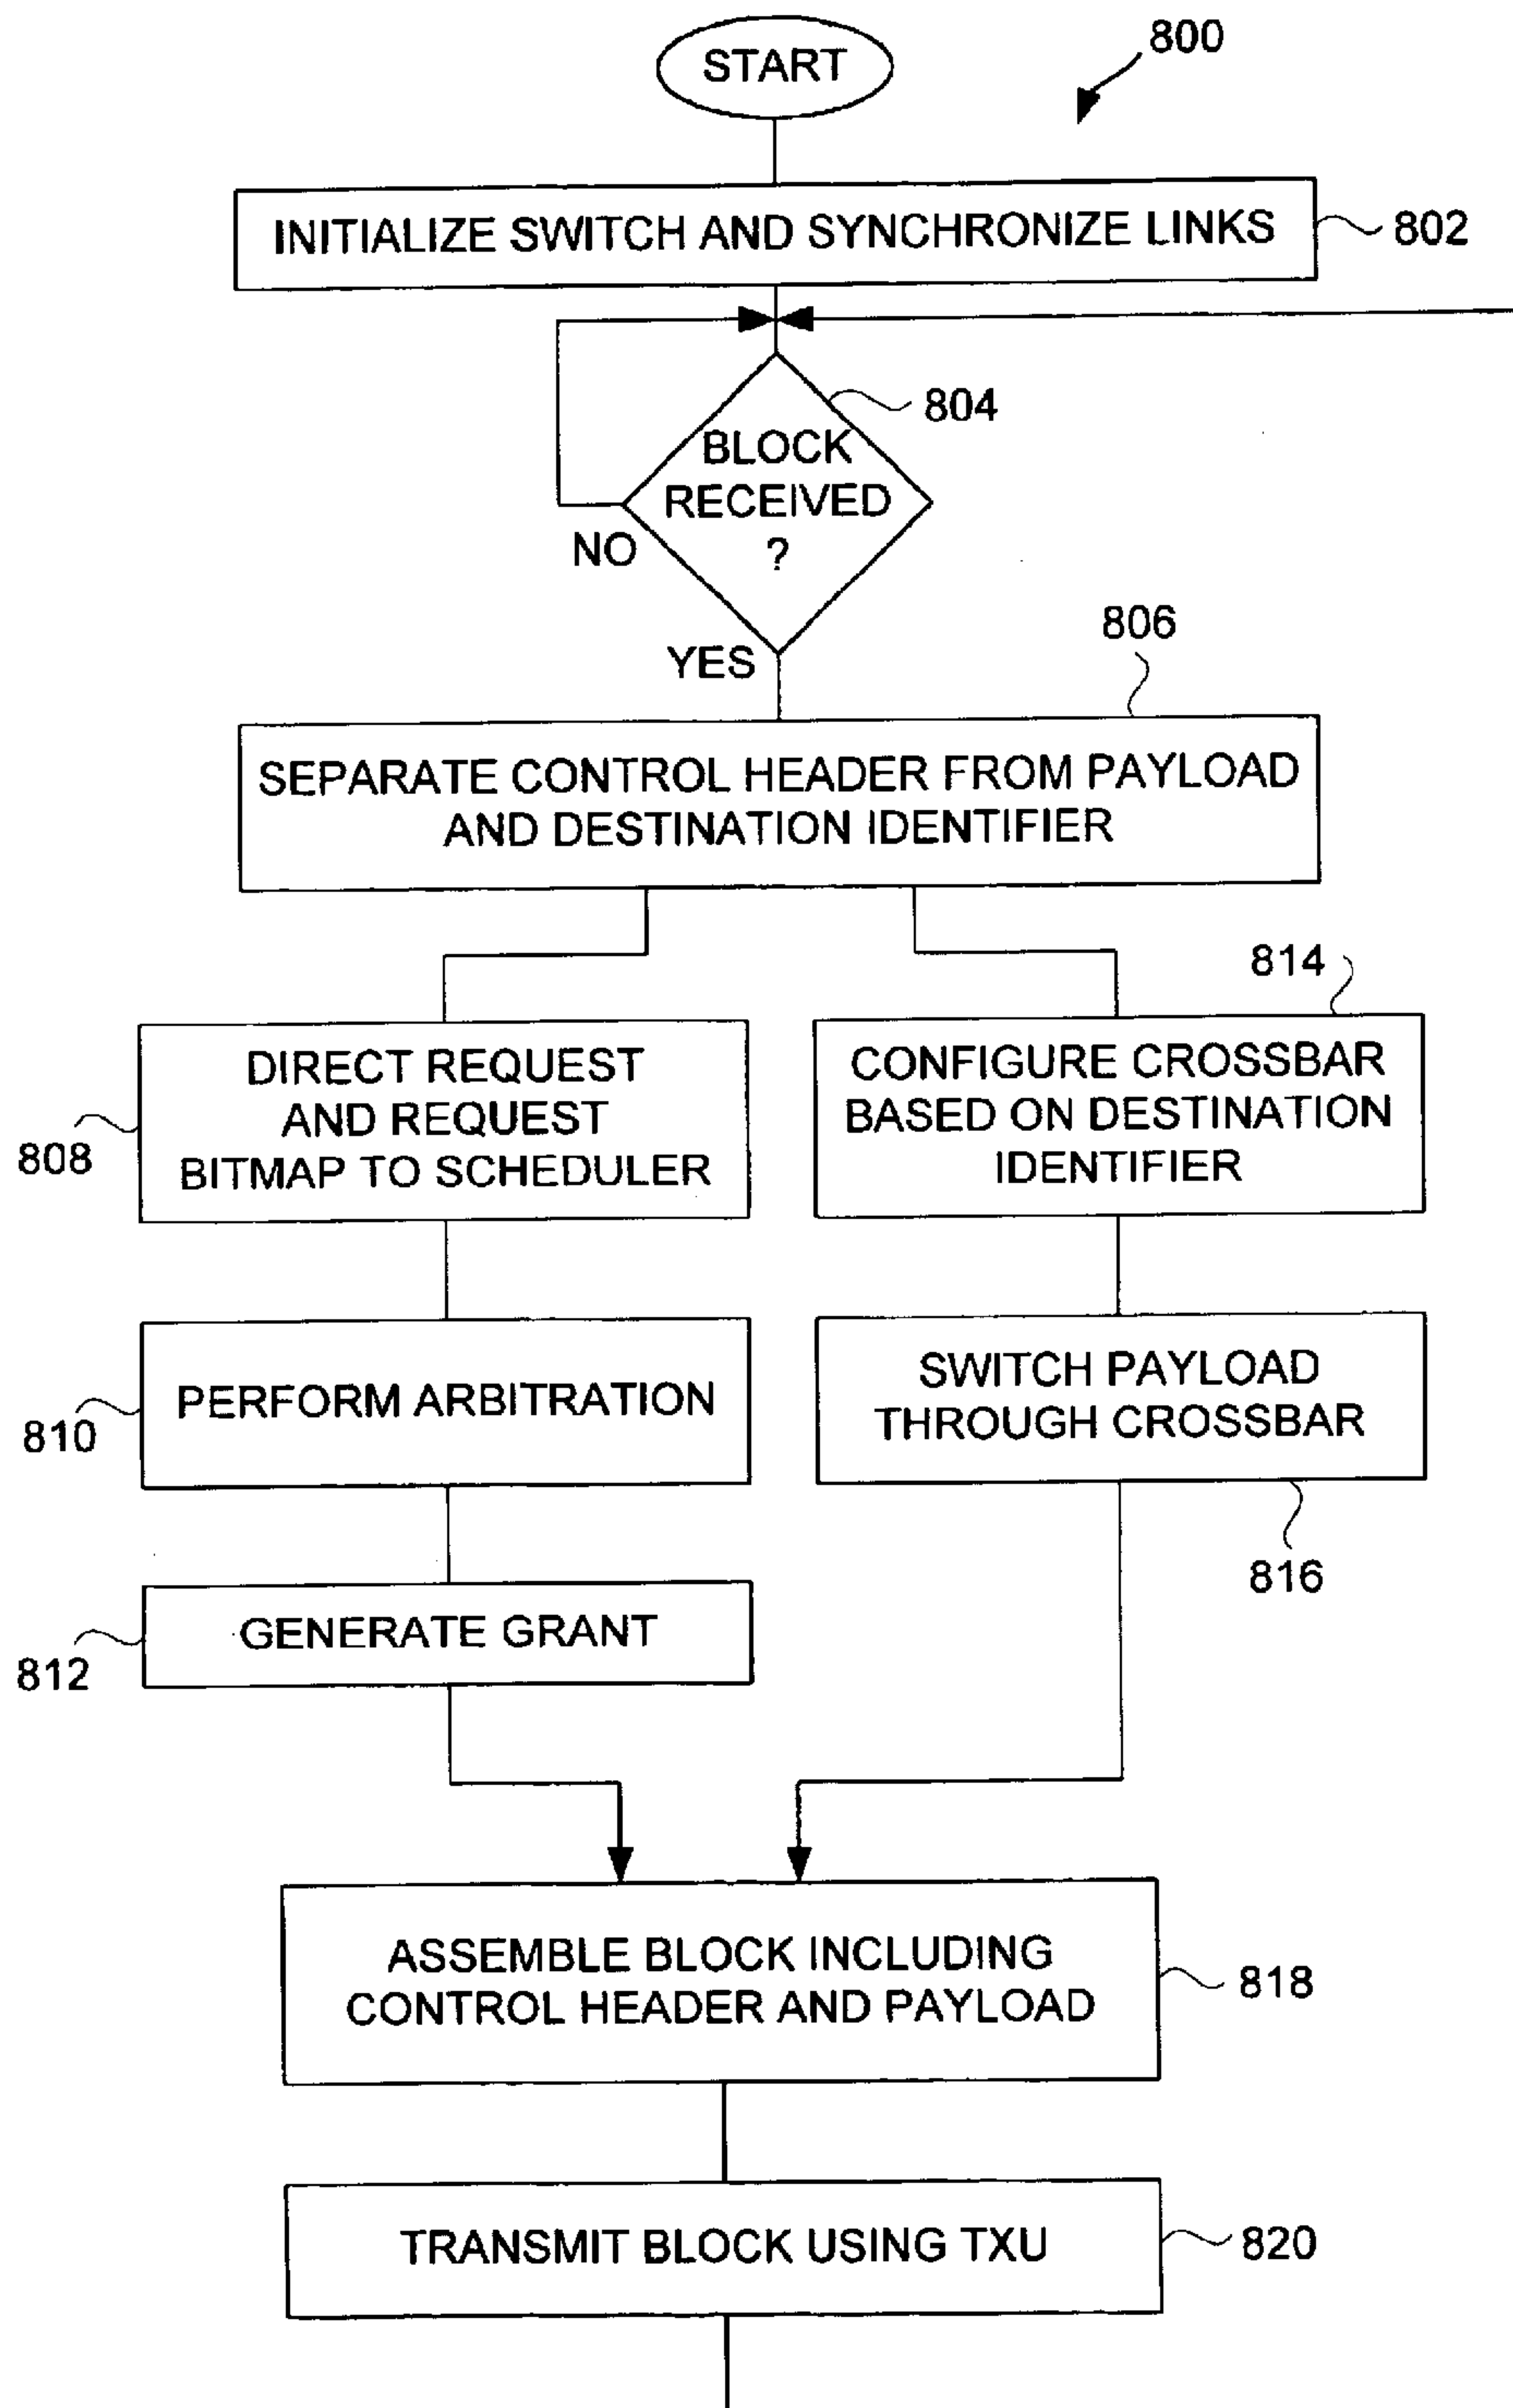 START
800
INITIALIZE SWITCH AND SYNCHRONIZE LINKS
802
804
BLOCK
RECEIVED
?
NO
YES
806
SEPARATE CONTROL HEADER FROM PAYLOAD
AND DESTINATION IDENTIFIER
814
DIRECT REQUEST
AND REQUEST
BITMAP TO SCHEDULER
808
CONFIGURE CROSSBAR
BASED ON DESTINATION
IDENTIFIER
PERFORM ARBITRATION
810
SWITCH PAYLOAD
THROUGH CROSSBAR
816
GENERATE GRANT
812
ASSEMBLE BLOCK INCLUDING
CONTROL HEADER AND PAYLOAD
818
TRANSMIT BLOCK USING TXU
820